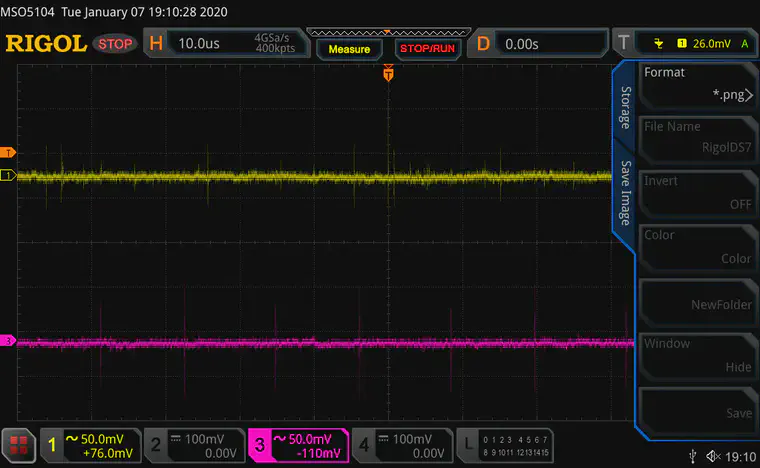 MSO5104 Tue January 07 19:10:28 2020
RIGOL STOP H 10.0us 4GSa/s 400kpts Measure STOP/RUN D 0.00s T 1 26.0mV A
T
T
1
3
Storage
Save Image
Format
*.png
File Name
RigolDS7
Invert
OFF
Color
Color
NewFolder
Window
Hide
Save
1 50.0mV +76.0mV 2 100mV 0.00V 3 50.0mV -110mV 4 100mV 0.00V L 0 1 2 3 4 5 6 7 8 9 10 11 12 13 14 15
19:10